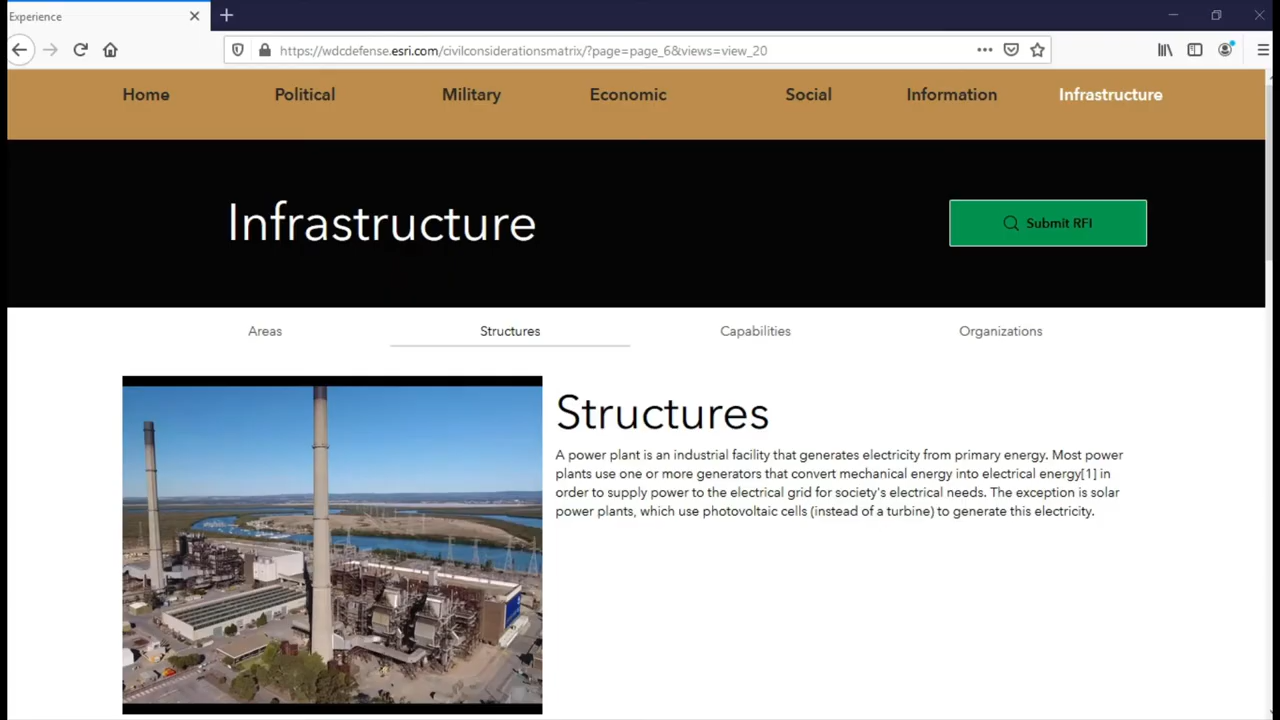 Experience
https://wdcdefense.esri.com/civilconsiderationsmatrix/?page=page_6&views=view_20
Home Political Military Economic Social Information Infrastructure
Infrastructure
Submit RFI
Areas Structures Capabilities Organizations
Structures
A power plant is an industrial facility that generates electricity from primary energy. Most power
plants use one or more generators that convert mechanical energy into electrical energy[1] in
order to supply power to the electrical grid for society's electrical needs. The exception is solar
power plants, which use photovoltaic cells (instead of a turbine) to generate this electricity.